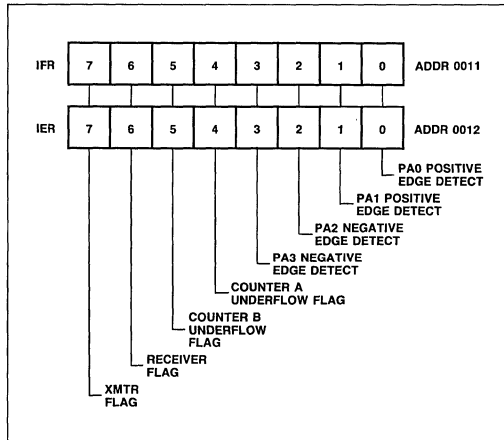 IFR 7 6 5 4 3 2 1 0 ADDR 0011
IER 7 6 5 4 3 2 1 0 ADDR 0012
PA0 POSITIVE
EDGE DETECT
PA1 POSITIVE
EDGE DETECT
PA2 NEGATIVE
EDGE DETECT
PA3 NEGATIVE
EDGE DETECT
COUNTER A
UNDERFLOW FLAG
COUNTER B
UNDERFLOW
FLAG
RECEIVER
FLAG
XMTR
FLAG